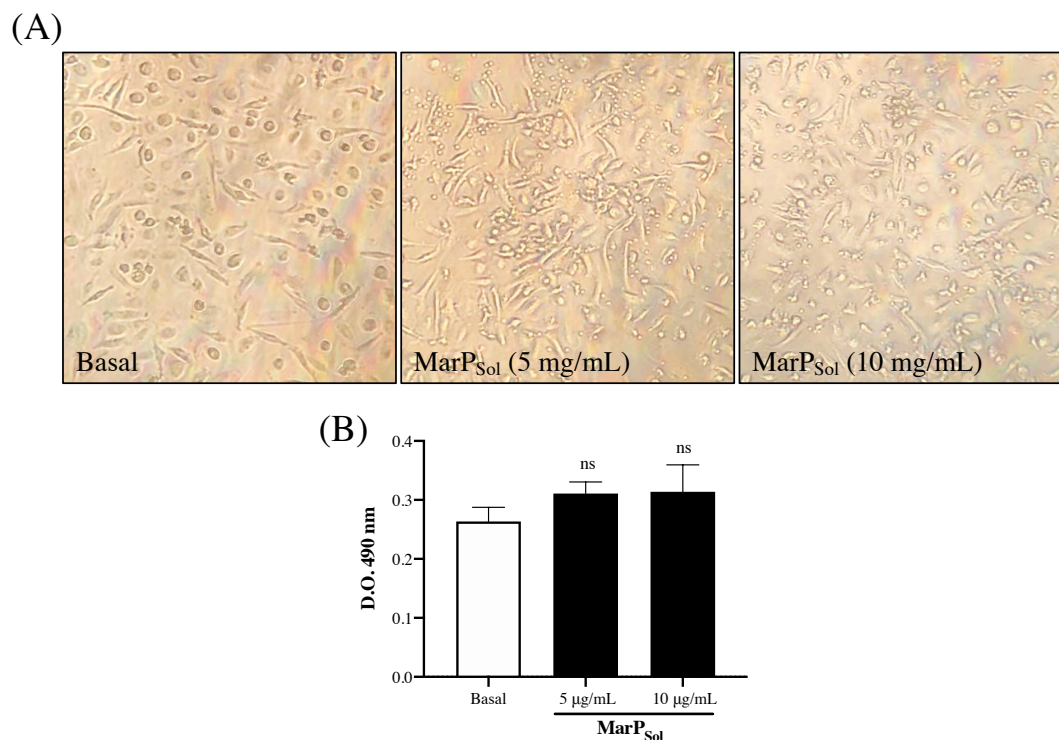 (A)
Basal
MarPSol (5 mg/mL)
MarPSol (10 mg/mL)
(B)
D.O. 490 nm
0.4
0.3
0.2
0.1
0.0
ns
ns
Basal
5 µg/mL
10 µg/mL
MarPSol